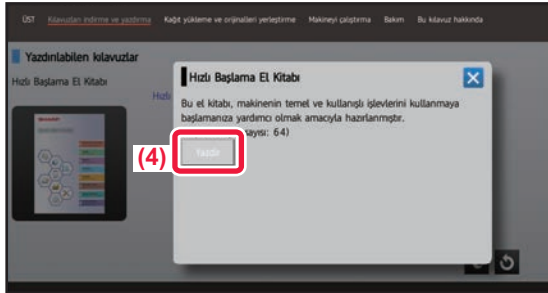 ÜST Kılavuzları indirme ve yazdırma Kağıt yükleme ve orijinalleri yerleştirme Makineyi çalıştırma Bakım Bu kılavuz hakkında
Yazdırılabilen kılavuzlar
Hızlı Başlama El Kitabı
Hızlı
Hızlı Başlama El Kitabı
Bu el kitabı, makinenin temel ve kullanışlı işlevlerini kullanmaya
başlamanıza yardımcı olmak amacıyla hazırlanmıştır.
sayısı: 64)
(4)
Yazdır